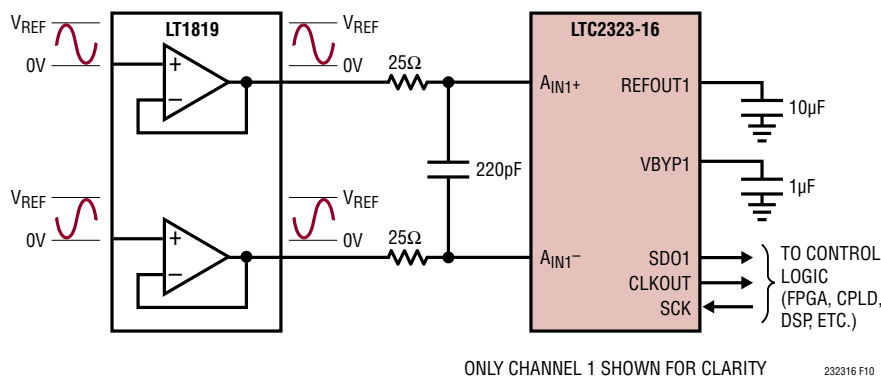 VREF
0V
LT1819
VREF
0V
+
−
25Ω
LTC2323-16
AIN1+
REFOUT1
10µF
VBYP1
1µF
220pF
VREF
0V
+
−
VREF
0V
25Ω
AIN1−
SDO1
CLKOUT
SCK
TO CONTROL
LOGIC
(FPGA, CPLD,
DSP, ETC.)
ONLY CHANNEL 1 SHOWN FOR CLARITY
232316 F10